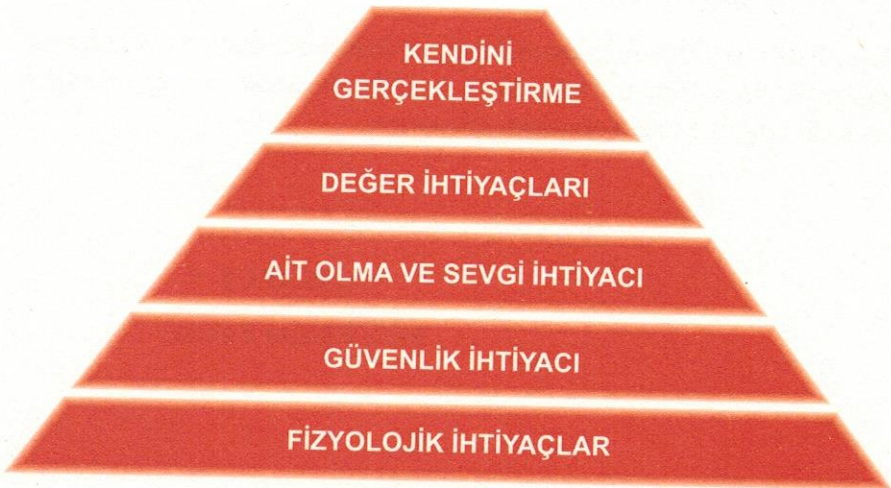 KENDİNİ
GERÇEKLEŞTİRME
DEĞER İHTİYAÇLARI
AİT OLMA VE SEVGİ İHTİYACI
GÜVENLİK İHTİYACI
FİZYOLOJİK İHTİYAÇLAR